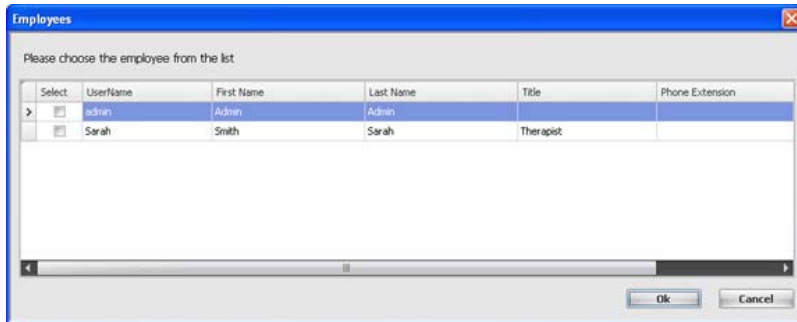 Employees
Please choose the employee from the list
Select UserName First Name Last Name Title Phone Extension
admin Admin Admin
Sarah Smith Sarah Therapist
Ok Cancel